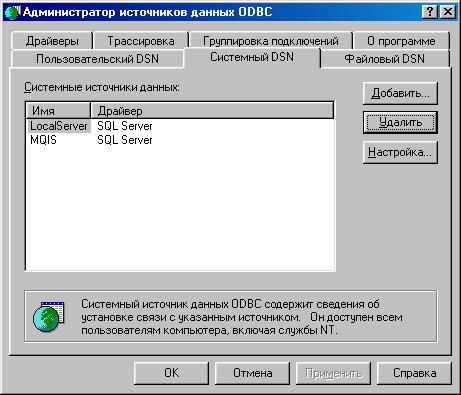 Администратор источников данных ODBC
Драйверы Трассировка Группировка подключений О программе
Пользовательский DSN Системный DSN Файловый DSN
Системные источники данных:
Имя Драйвер
LocalServer SQL Server
MQIS SQL Server
Добавить...
Удалить
Настройка...
Системный источник данных ODBC содержит сведения об
установке связи с указанным источником. Он доступен всем
пользователям компьютера, включая службы NT.
OK Отмена Применить Справка